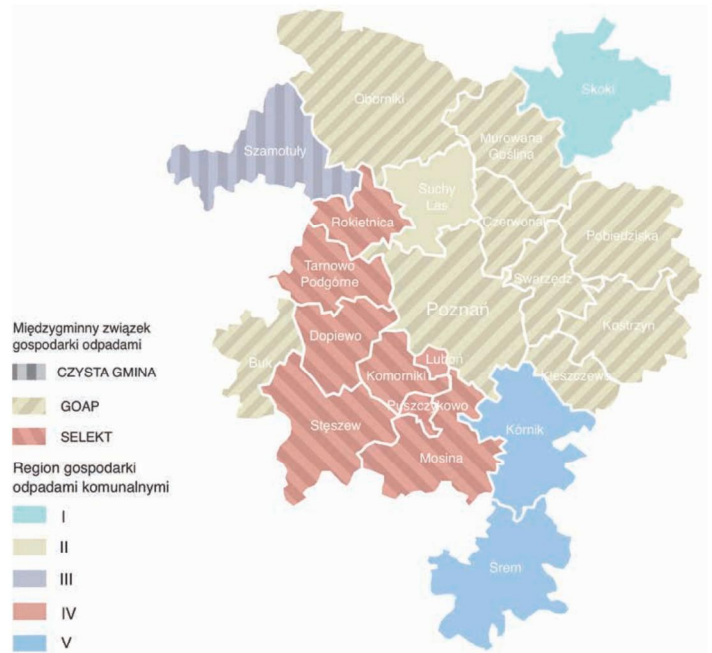 Skoki
Oborniki
Murowana
Goślina
Szamotuły
Suchy
Las
Rokietnica
Czerwonak
Pobiedziska
Tarnowo
Podgórne
Swarzędz
Poznań
Kostrzyn
Dopiewo
Buk
Luboń
Komorniki
Kleszczewo
Puszczykowo
Stęszew
Kórnik
Mosina
Śrem
Międzygminny związek
gospodarki odpadami
CZYSTA GMINA
GOAP
SELEKT
Region gospodarki
odpadami komunalnymi
I
II
III
IV
V